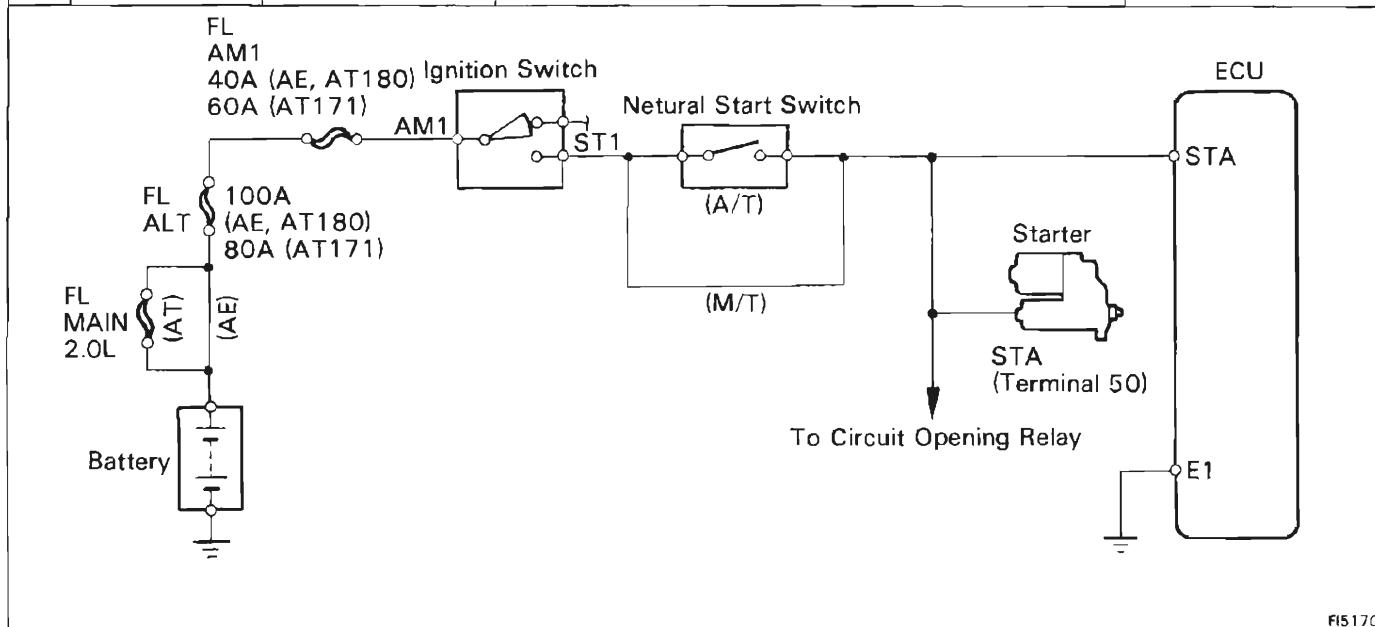 FL
AM1
40A (AE, AT180)
60A (AT171)
Ignition Switch
AM1
ST1
Netural Start Switch
(A/T)
(M/T)
ECU
STA
E1
FL
ALT
100A
(AE, AT180)
80A (AT171)
FL
MAIN
2.0L
(AT)
(AE)
Battery
Starter
STA
(Terminal 50)
To Circuit Opening Relay
FI5170